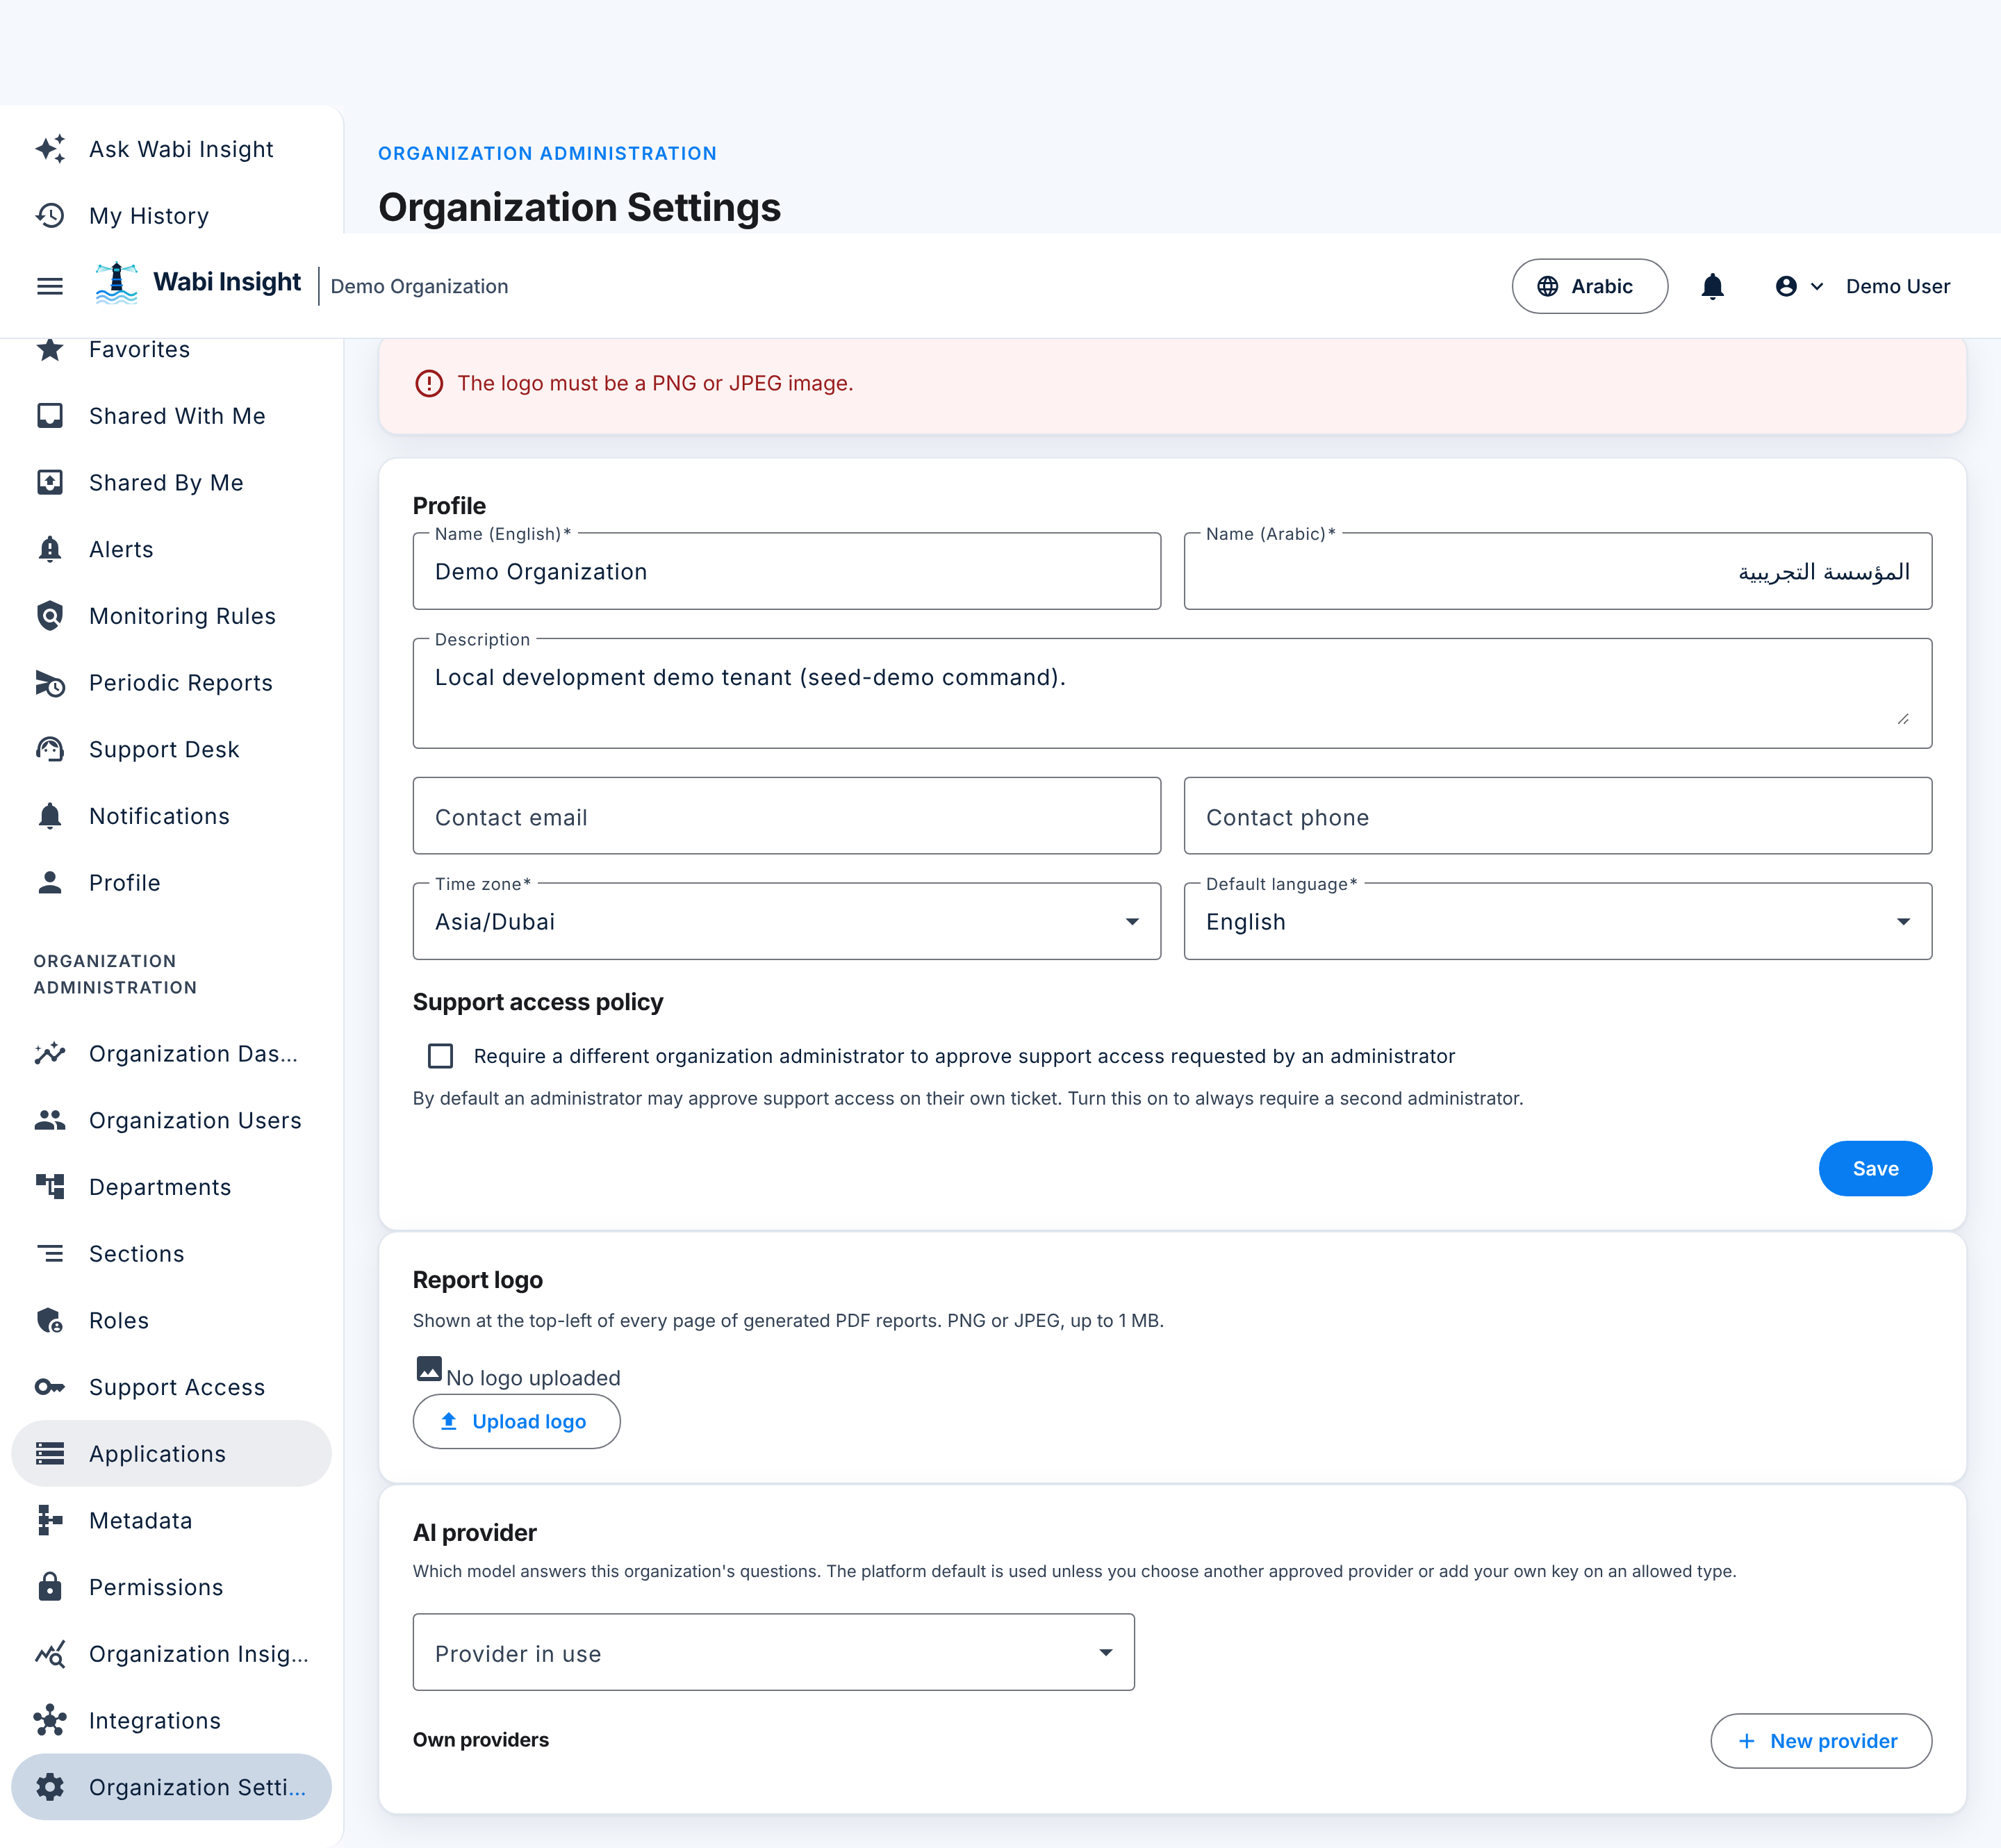 Ask Wabi Insight
My History
ORGANIZATION ADMINISTRATION
Organization Settings
Wabi Insight
Demo Organization
Arabic
Demo User
Favorites
Shared With Me
Shared By Me
Alerts
Monitoring Rules
Periodic Reports
Support Desk
Notifications
Profile
ORGANIZATION
ADMINISTRATION
Organization Das...
Organization Users
Departments
Sections
Roles
Support Access
Applications
Metadata
Permissions
Organization Insig...
Integrations
Organization Setti...
The logo must be a PNG or JPEG image.
Profile
Name (English)*
Demo Organization
Name (Arabic)*
المؤسسة التجريبية
Description
Local development demo tenant (seed-demo command).
Contact email
Contact phone
Time zone*
Asia/Dubai
Default language*
English
Support access policy
Require a different organization administrator to approve support access requested by an administrator
By default an administrator may approve support access on their own ticket. Turn this on to always require a second administrator.
Save
Report logo
Shown at the top-left of every page of generated PDF reports. PNG or JPEG, up to 1 MB.
No logo uploaded
Upload logo
AI provider
Which model answers this organization's questions. The platform default is used unless you choose another approved provider or add your own key on an allowed type.
Provider in use
Own providers
New provider